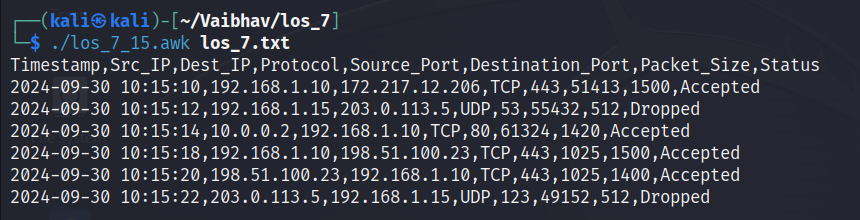 ┌──(kali㉿kali)-[~/Vaibhav/los_7]
└─$ ./los_7_15.awk los_7.txt
Timestamp,Src_IP,Dest_IP,Protocol,Source_Port,Destination_Port,Packet_Size,Status
2024-09-30 10:15:10,192.168.1.10,172.217.12.206,TCP,443,51413,1500,Accepted
2024-09-30 10:15:12,192.168.1.15,203.0.113.5,UDP,53,55432,512,Dropped
2024-09-30 10:15:14,10.0.0.2,192.168.1.10,TCP,80,61324,1420,Accepted
2024-09-30 10:15:18,192.168.1.10,198.51.100.23,TCP,443,1025,1500,Accepted
2024-09-30 10:15:20,198.51.100.23,192.168.1.10,TCP,443,1025,1400,Accepted
2024-09-30 10:15:22,203.0.113.5,192.168.1.15,UDP,123,49152,512,Dropped